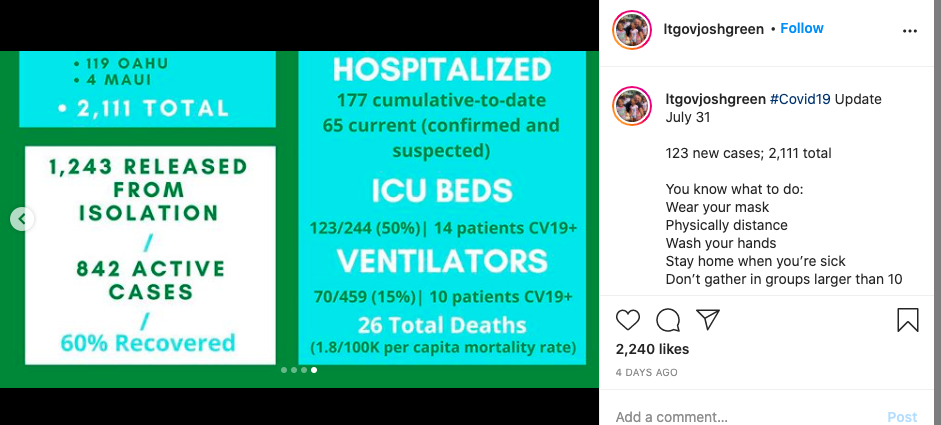 • 119 OAHU
• 4 MAUI
• 2,111 TOTAL
1,243 RELEASED
FROM
ISOLATION
/
842 ACTIVE
CASES
/
60% Recovered
HOSPITALIZED
177 cumulative-to-date
65 current (confirmed and
suspected)
ICU BEDS
123/244 (50%)| 14 patients CV19+
VENTILATORS
70/459 (15%)| 10 patients CV19+
26 Total Deaths
(1.8/100K per capita mortality rate)
ltgovjoshgreen • Follow
ltgovjoshgreen #Covid19 Update
July 31
123 new cases; 2,111 total
You know what to do:
Wear your mask
Physically distance
Wash your hands
Stay home when you’re sick
Don’t gather in groups larger than 10
2,240 likes
4 DAYS AGO
Add a comment... Post